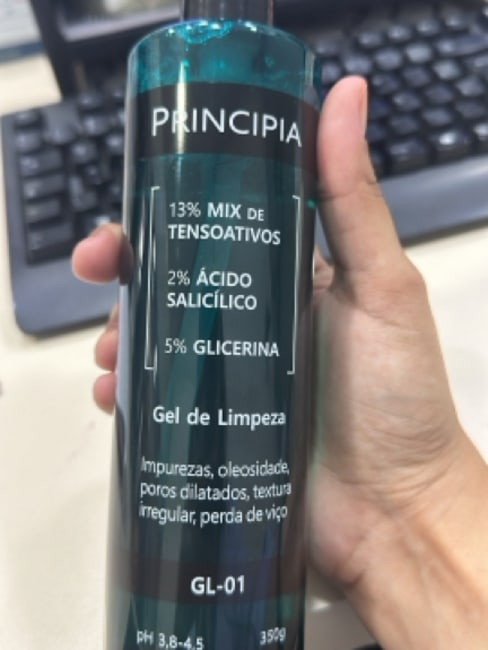 PRINCIPIA
13% MIX DE
TENSOATIVOS
2% ÁCIDO
SALICÍLICO
5% GLICERINA
Gel de Limpeza
Impurezas, oleosidade,
poros dilatados, textura
irregular, perda de viço
GL-01
pH 3,8-4,5 350g